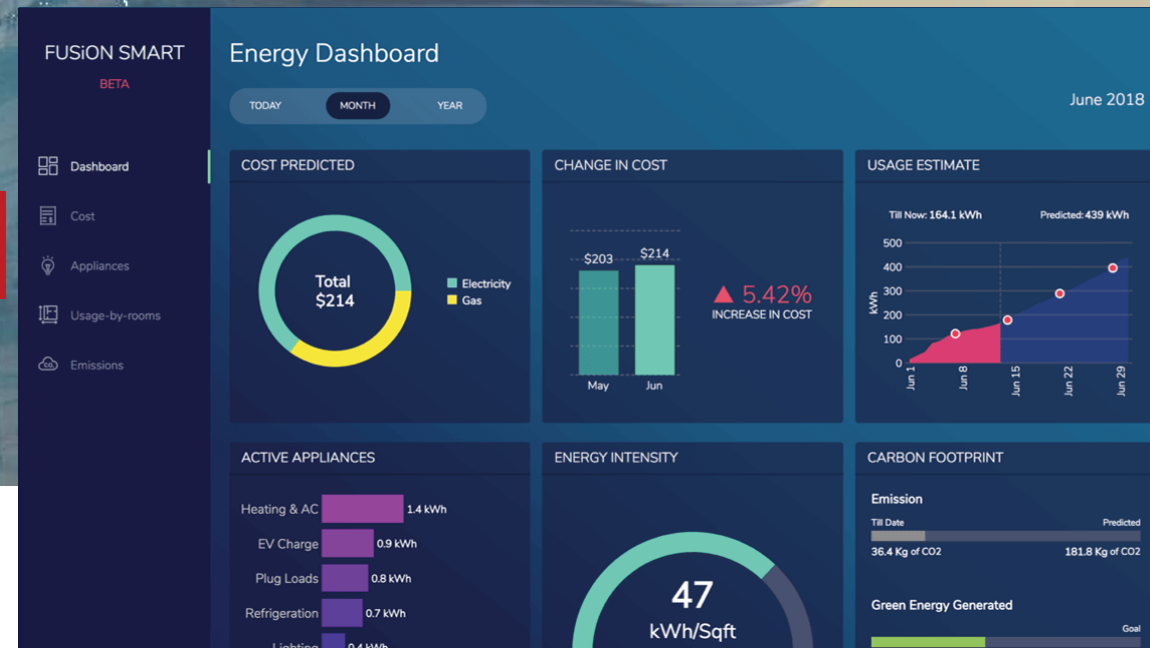 FUSiON SMART
BETA
Dashboard
Cost
Appliances
Usage-by-rooms
Emissions
Energy Dashboard
TODAY MONTH YEAR
June 2018
COST PREDICTED
Total
$214
Electricity
Gas
CHANGE IN COST
$203 $214
May Jun
5.42%
INCREASE IN COST
USAGE ESTIMATE
Till Now: 164.1 kWh Predicted: 439 kWh
500
400
300
200
100
0
kWh
Jun 1 Jun 8 Jun 15 Jun 22 Jun 29
ACTIVE APPLIANCES
Heating & AC 1.4 kWh
EV Charge 0.9 kWh
Plug Loads 0.8 kWh
Refrigeration 0.7 kWh
Lighting 0.4 kWh
ENERGY INTENSITY
47
kWh/Sqft
CARBON FOOTPRINT
Emission
Till Date Predicted
36.4 Kg of CO2 181.8 Kg of CO2
Green Energy Generated
Goal